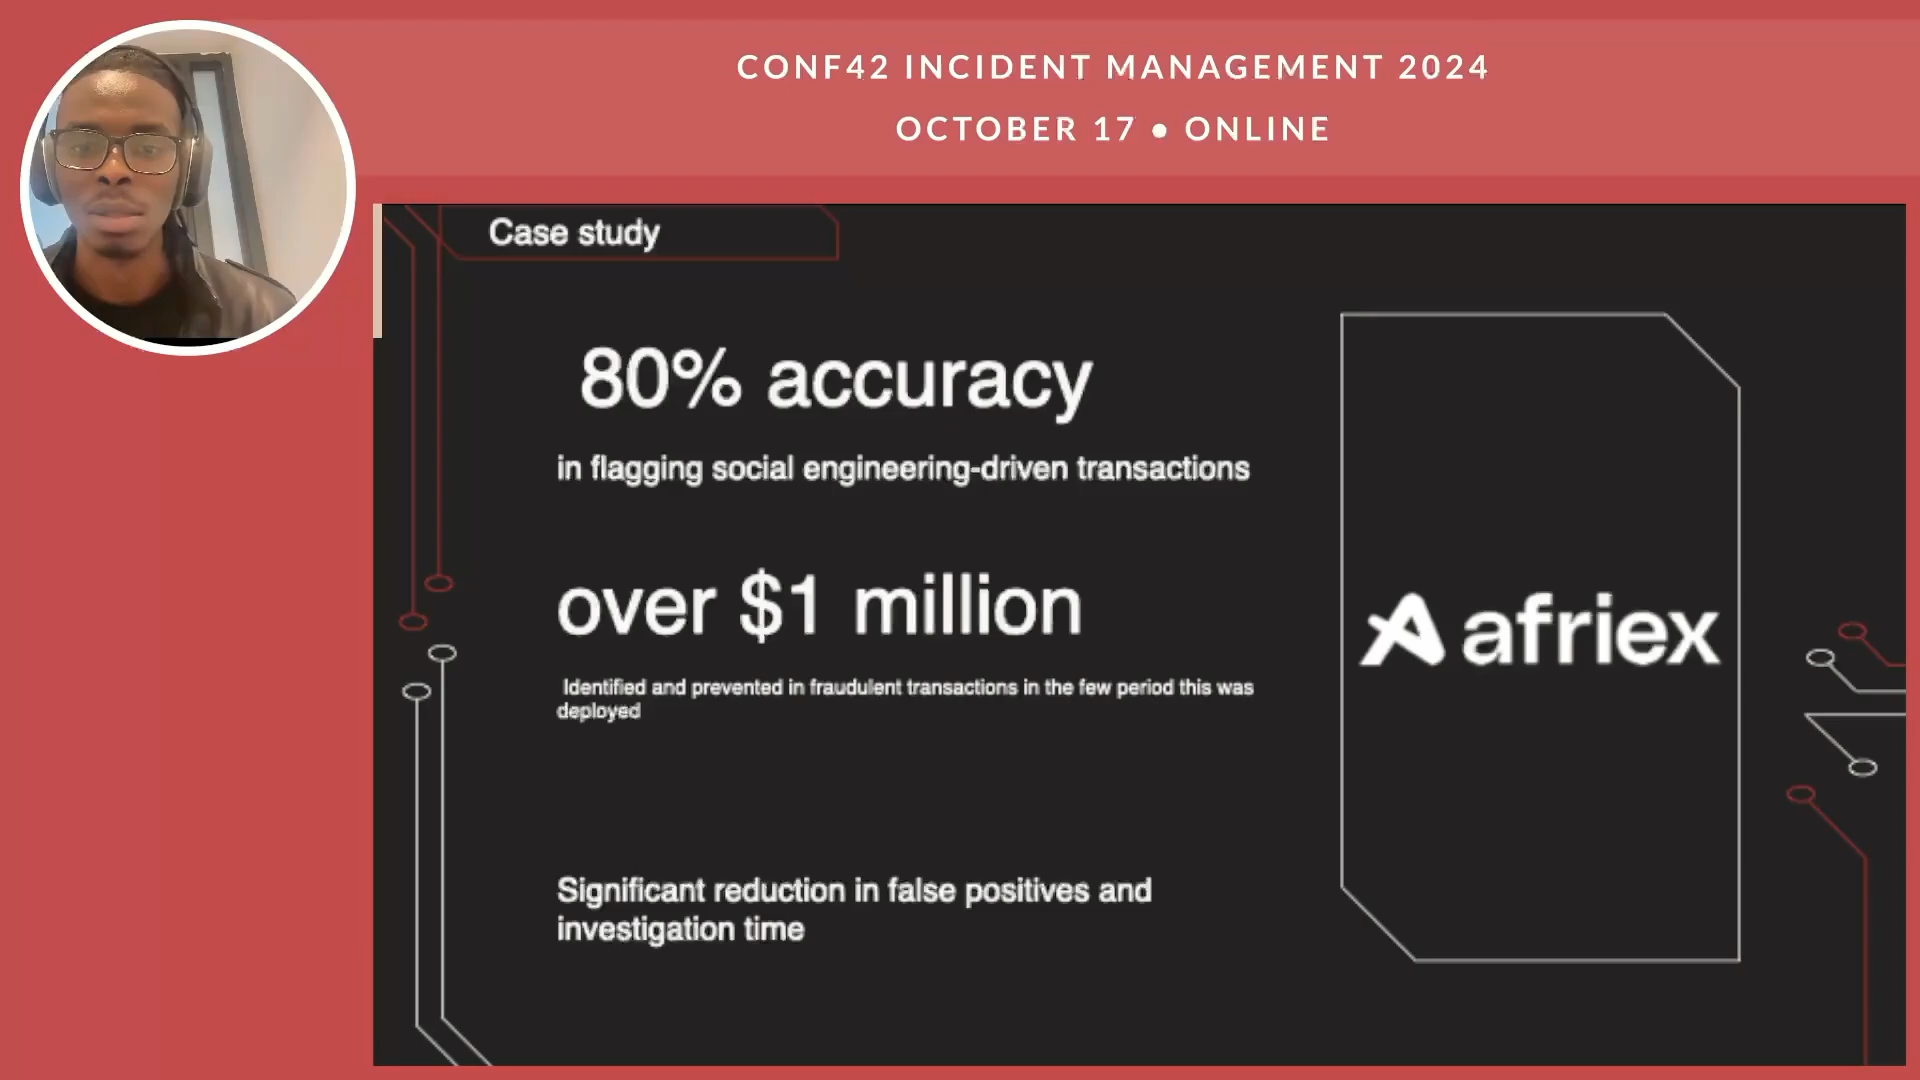 CONF42 INCIDENT MANAGEMENT 2024
OCTOBER 17 • ONLINE
Case study
80% accuracy
in flagging social engineering-driven transactions
over $1 million
Identified and prevented in fraudulent transactions in the few period this was
deployed
Significant reduction in false positives and
investigation time
afriex